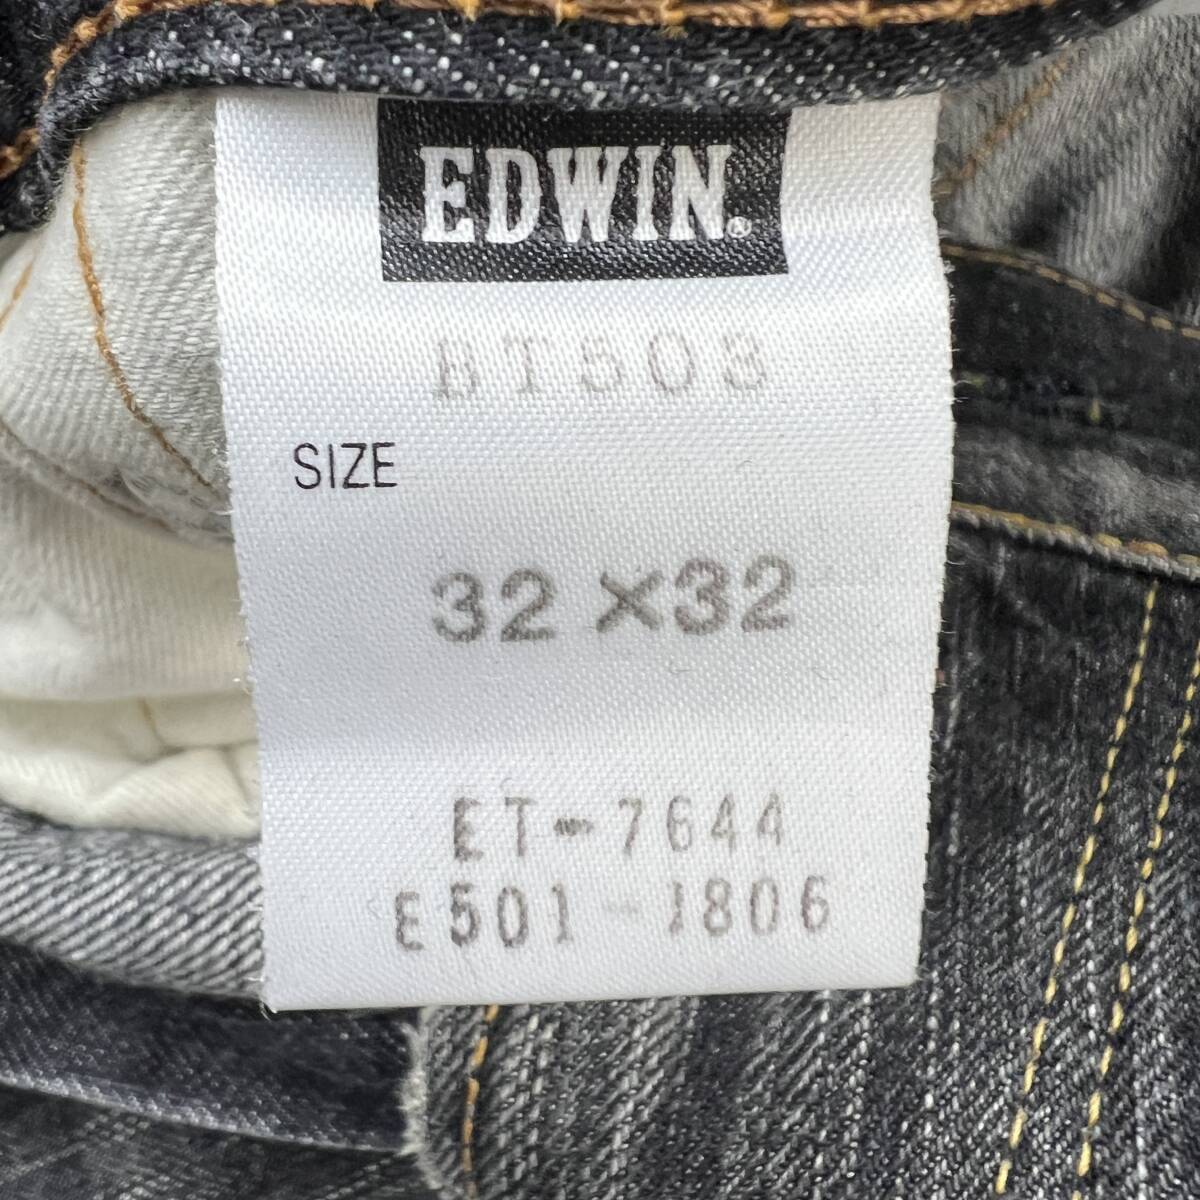 EDWIN®
BT503
SIZE
32×32
ET-7644
E501-1806